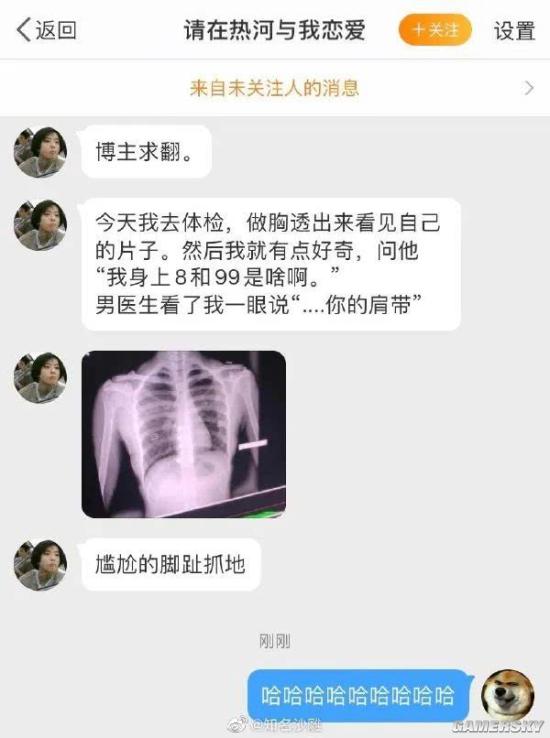 返回
请在热河与我恋爱
+关注
设置
来自未关注人的消息
博主求翻。
今天我去体检，做胸透出来看见自己
的片子。然后我就有点好奇，问他
“我身上8和99是啥啊。”
男医生看了我一眼说“....你的肩带”
尴尬的脚趾抓地
刚刚
哈哈哈哈哈哈哈哈哈
@知名沙雕
GAMERSKY